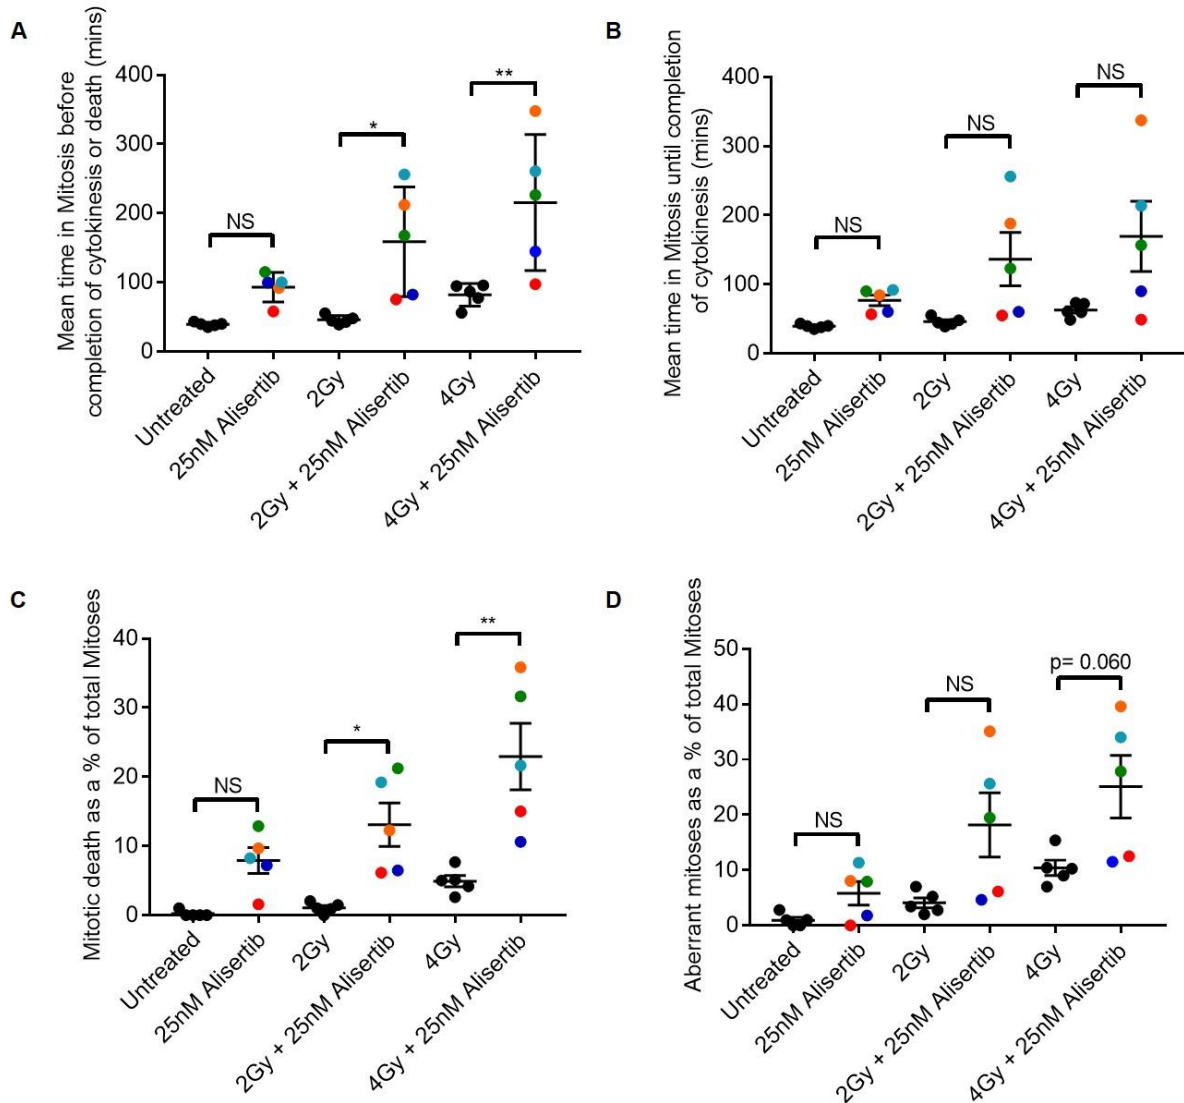 A
Mean time in Mitosis before
completion of cytokinesis or death (mins)
400
300
200
100
0
NS
*
**
Untreated
25nM Alisertib
2Gy
2Gy + 25nM Alisertib
4Gy
4Gy + 25nM Alisertib
B
Mean time in Mitosis until completion
of cytokinesis (mins)
400
300
200
100
0
NS
NS
NS
Untreated
25nM Alisertib
2Gy
2Gy + 25nM Alisertib
4Gy
4Gy + 25nM Alisertib
C
Mitotic death as a % of total Mitoses
40
30
20
10
0
NS
*
**
Untreated
25nM Alisertib
2Gy
2Gy + 25nM Alisertib
4Gy
4Gy + 25nM Alisertib
D
Aberrant mitoses as a % of total Mitoses
50
40
30
20
10
0
NS
NS
p= 0.060
Untreated
25nM Alisertib
2Gy
2Gy + 25nM Alisertib
4Gy
4Gy + 25nM Alisertib